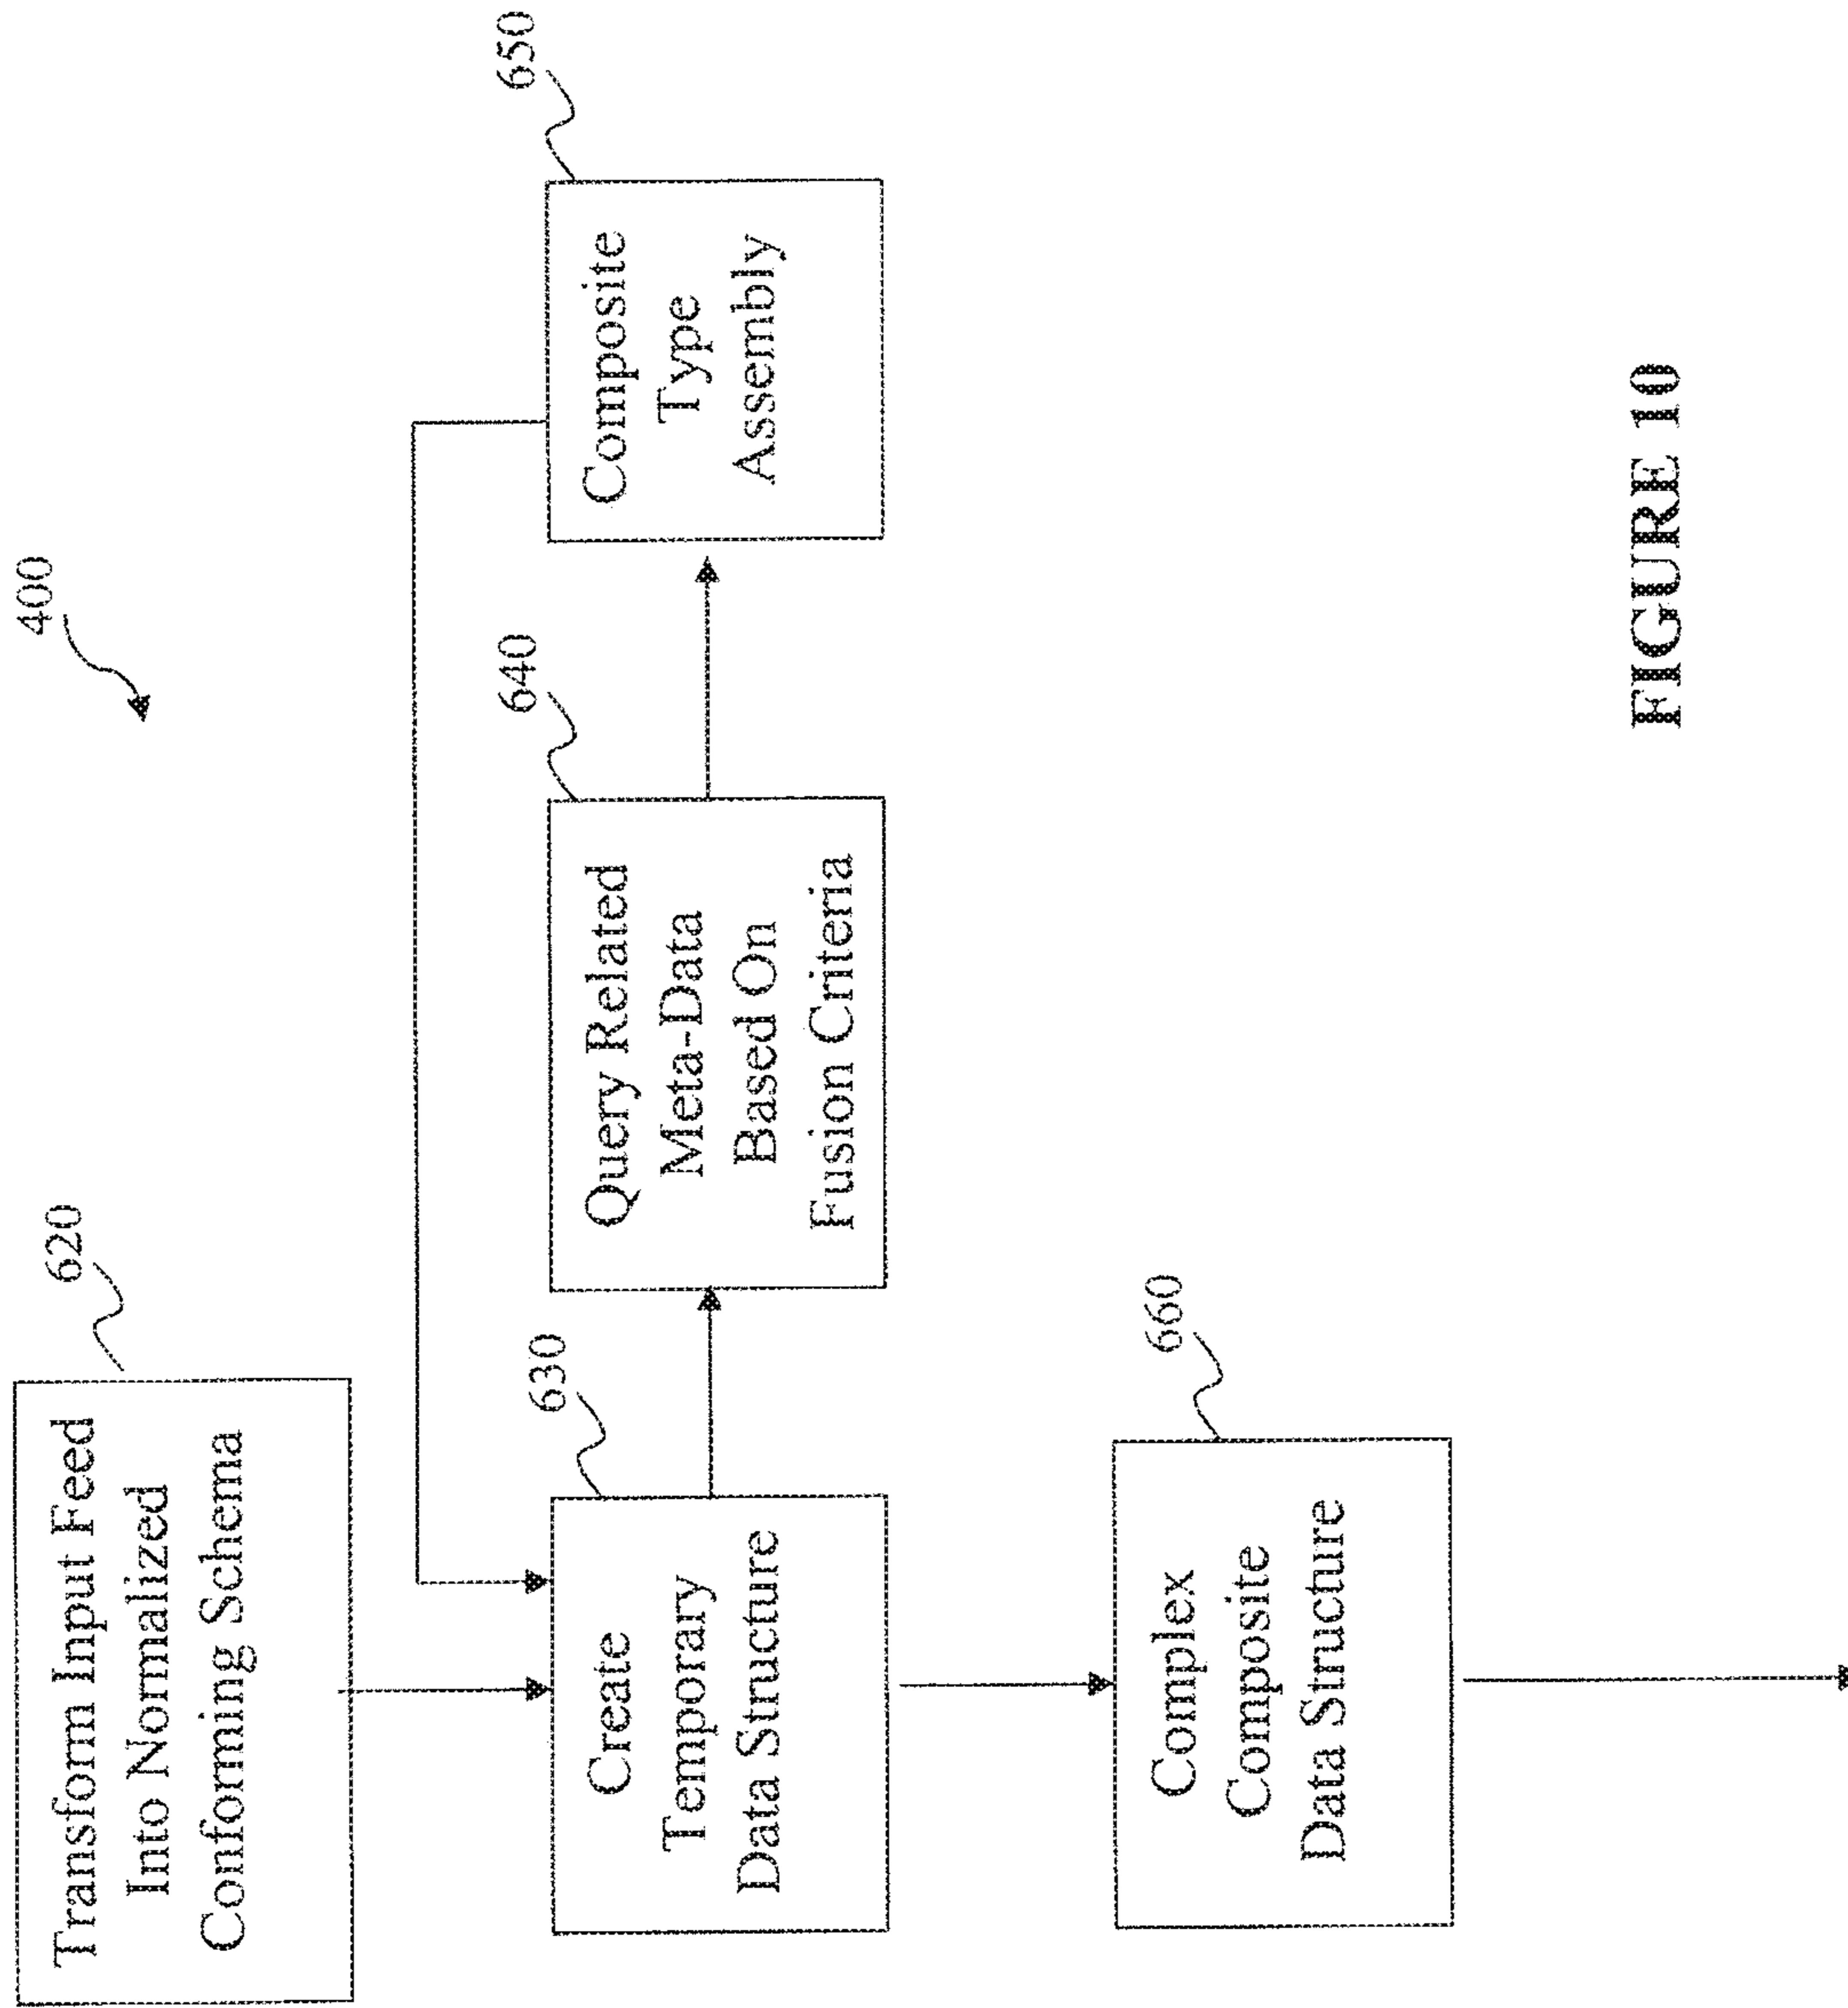 400
620
Transform Input Feed
Into Normalized
Conforming Schema
630
Create
Temporary
Data Structure
640
Query Related
Meta-Data
Based On
Fusion Criteria
650
Composite
Type
Assembly
660
Complex
Composite
Data Structure
FIGURE 10